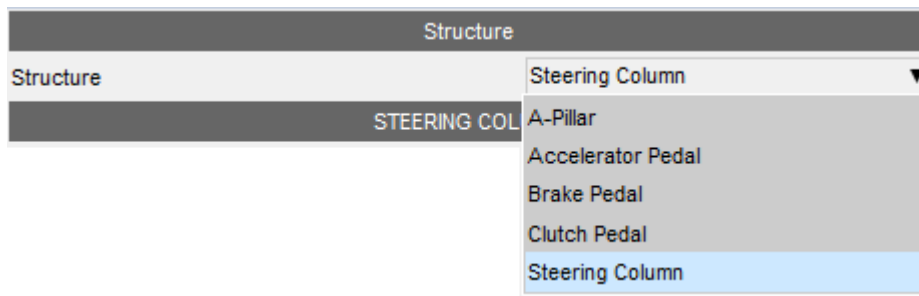 Structure
Structure Steering Column
STEERING COL
A-Pillar
Accelerator Pedal
Brake Pedal
Clutch Pedal
Steering Column